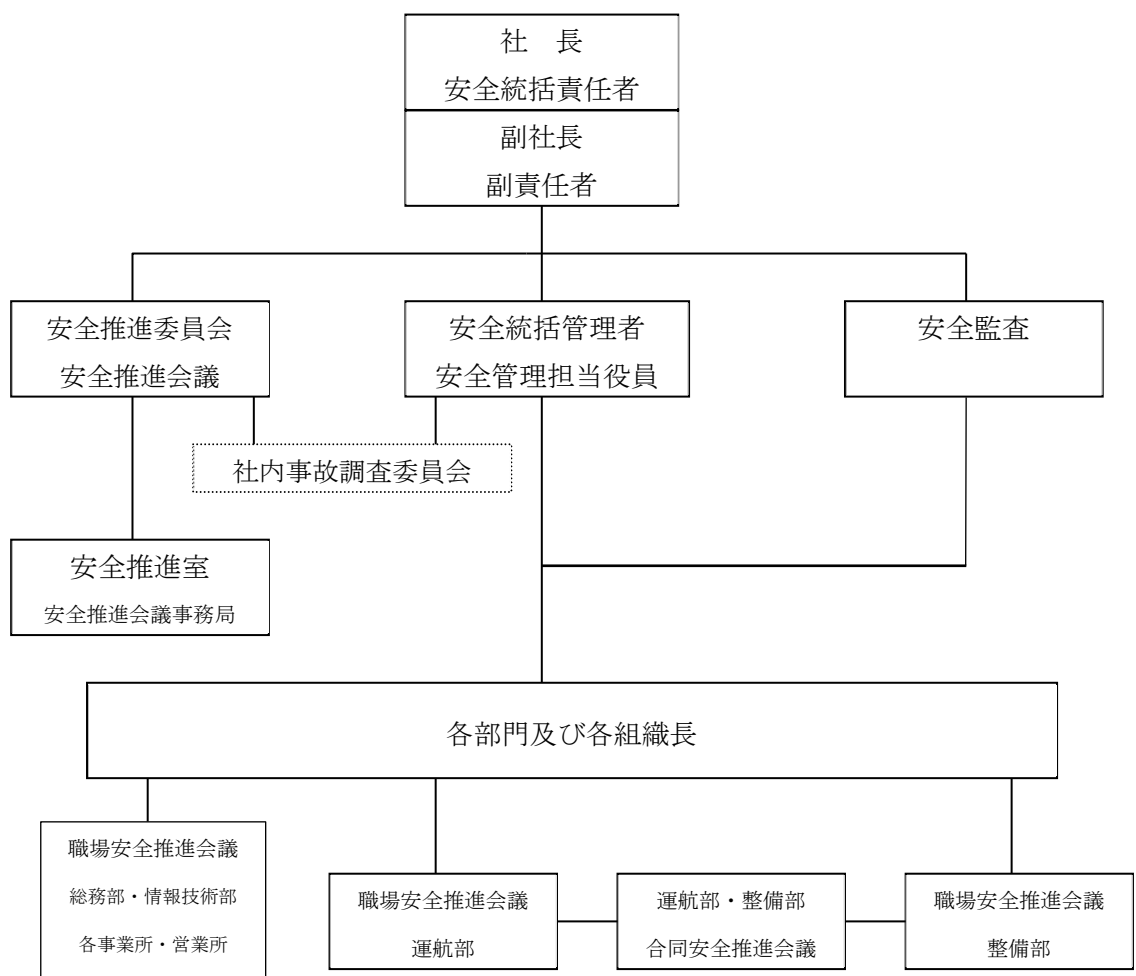 社　長
安全統括責任者
副社長
副責任者
安全推進委員会
安全推進会議
安全統括管理者
安全管理担当役員
安全監査
社内事故調査委員会
安全推進室
安全推進会議事務局
各部門及び各組織長
職場安全推進会議
総務部・情報技術部
各事業所・営業所
職場安全推進会議
運航部
運航部・整備部
合同安全推進会議
職場安全推進会議
整備部